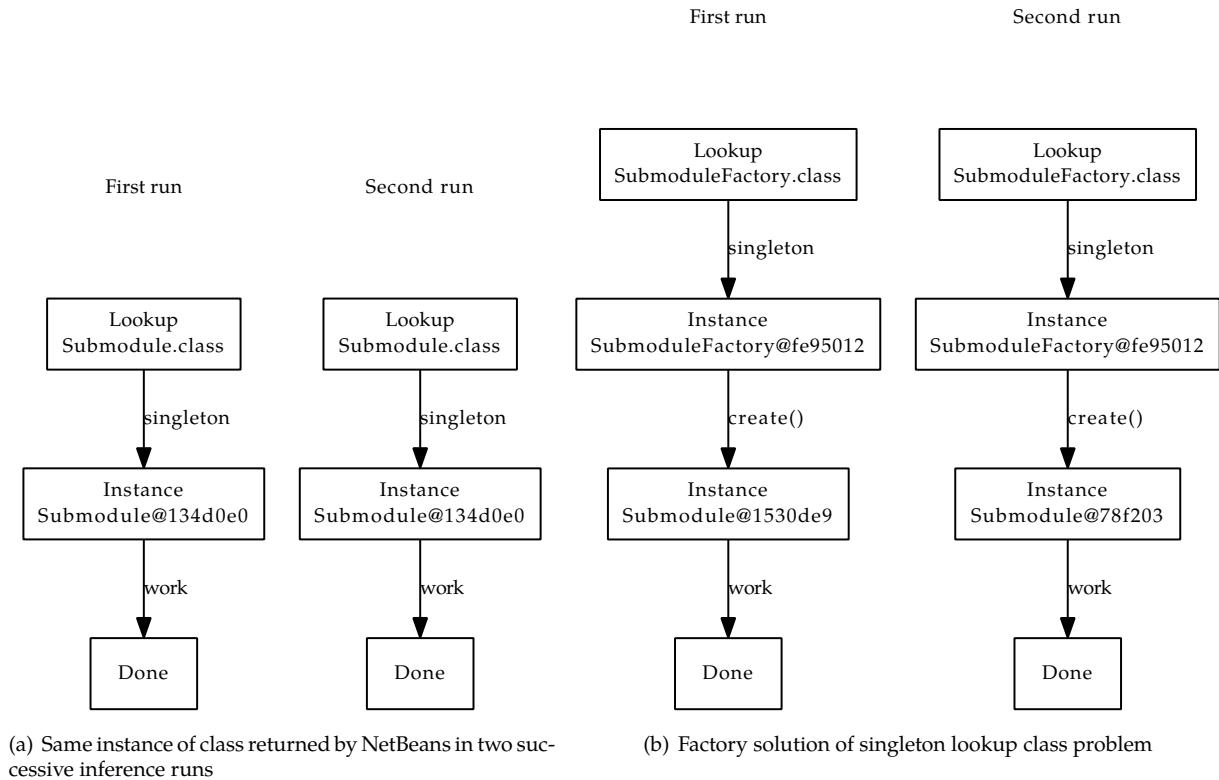 First run
Second run
Lookup
SubmoduleFactory.class
Lookup
SubmoduleFactory.class
First run
Second run
singleton
singleton
Lookup
Submodule.class
Lookup
Submodule.class
Instance
SubmoduleFactory@fe95012
Instance
SubmoduleFactory@fe95012
singleton
singleton
create()
create()
Instance
Submodule@134d0e0
Instance
Submodule@134d0e0
Instance
Submodule@1530de9
Instance
Submodule@78f203
work
work
work
work
Done
Done
Done
Done
(a) Same instance of class returned by NetBeans in two suc-
cessive inference runs
(b) Factory solution of singleton lookup class problem